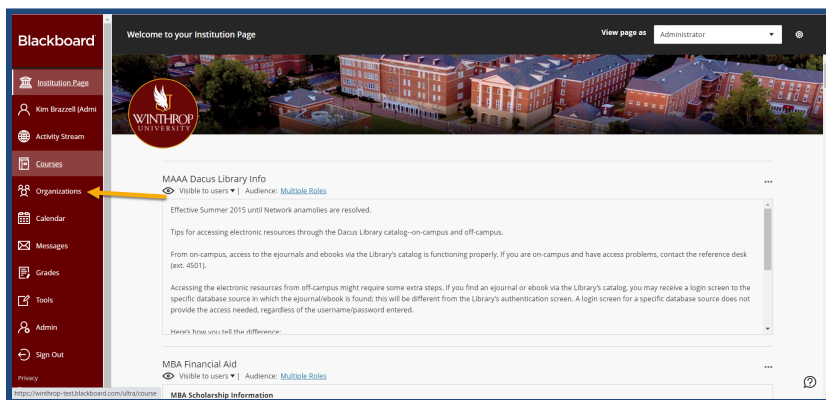 Blackboard
Welcome to your Institution Page
View page as
Administrator
Institution Page
Kim Brazzell (Admi
Activity Stream
Courses
Organizations
Calendar
Messages
Grades
Tools
Admin
Sign Out
Privacy
https://winthrop-test.blackboard.com/ultra/course
WINTHROP
UNIVERSITY
MAAA Dacus Library Info
Visible to users | Audience: Multiple Roles
Effective Summer 2015 until Network anamolies are resolved.
Tips for accessing electronic resources through the Dacus Library catalog--on-campus and off-campus.
From on-campus, access to the ejournals and ebooks via the Library's catalog is functioning properly. If you are on-campus and have access problems, contact the reference desk
(ext. 4501).
Accessing the electronic resources from off-campus might require some extra steps. If you find an ejournal or ebook via the Library's catalog, you may receive a login screen to the
specific database source in which the ejournal/ebook is found; this will be different from the Library's authentication screen. A login screen for a specific database source does not
provide the access needed, regardless of the username/password entered.
Here's how you tell the difference:
MBA Financial Aid
Visible to users | Audience: Multiple Roles
MBA Scholarship Information